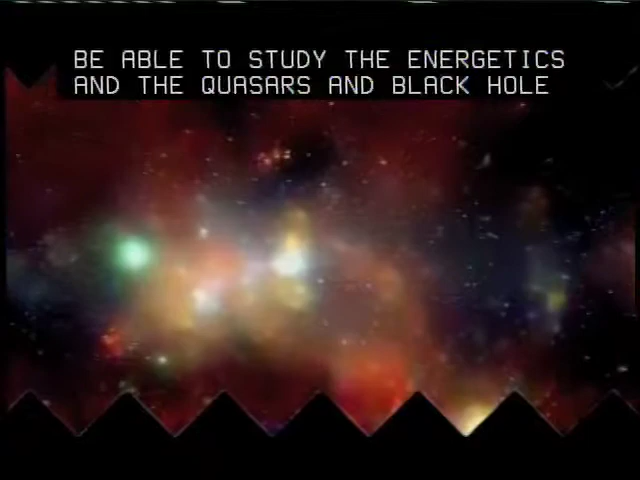 BE ABLE TO STUDY THE ENERGETICS
AND THE QUASARS AND BLACK HOLE